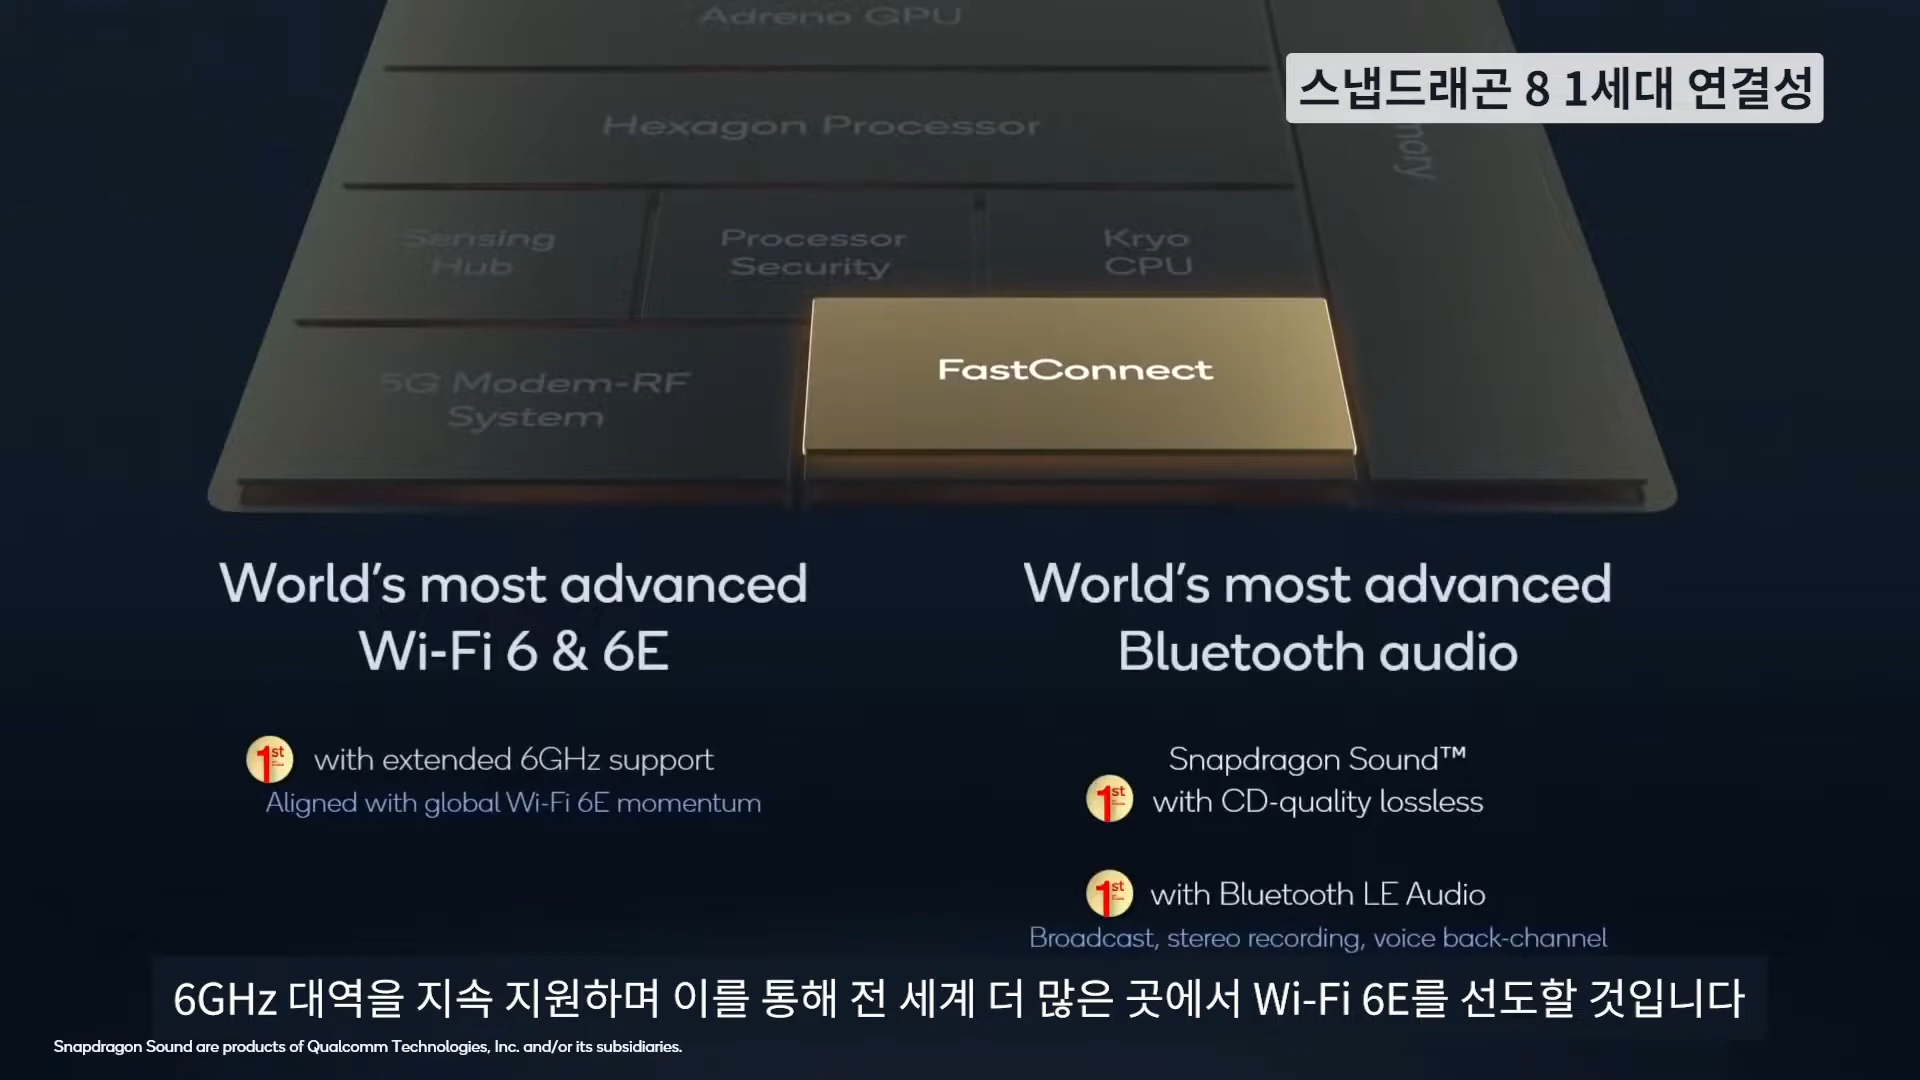 Adreno GPU
스냅드래곤 8 1세대 연결성
Hexagon Processor
Sensing
Hub
Processor
Security
Kryo
CPU
FastConnect
5G Modem-RF
System
World's most advanced
Wi-Fi 6 & 6E
1st with extended 6GHz support
Aligned with global Wi-Fi 6E momentum
World's most advanced
Bluetooth audio
Snapdragon Sound™
1st with CD-quality lossless
1st with Bluetooth LE Audio
Broadcast, stereo recording, voice back-channel
6GHz 대역을 지속 지원하며 이를 통해 전 세계 더 많은 곳에서 Wi-Fi 6E를 선도할 것입니다
Snapdragon Sound are products of Qualcomm Technologies, Inc. and/or its subsidiaries.